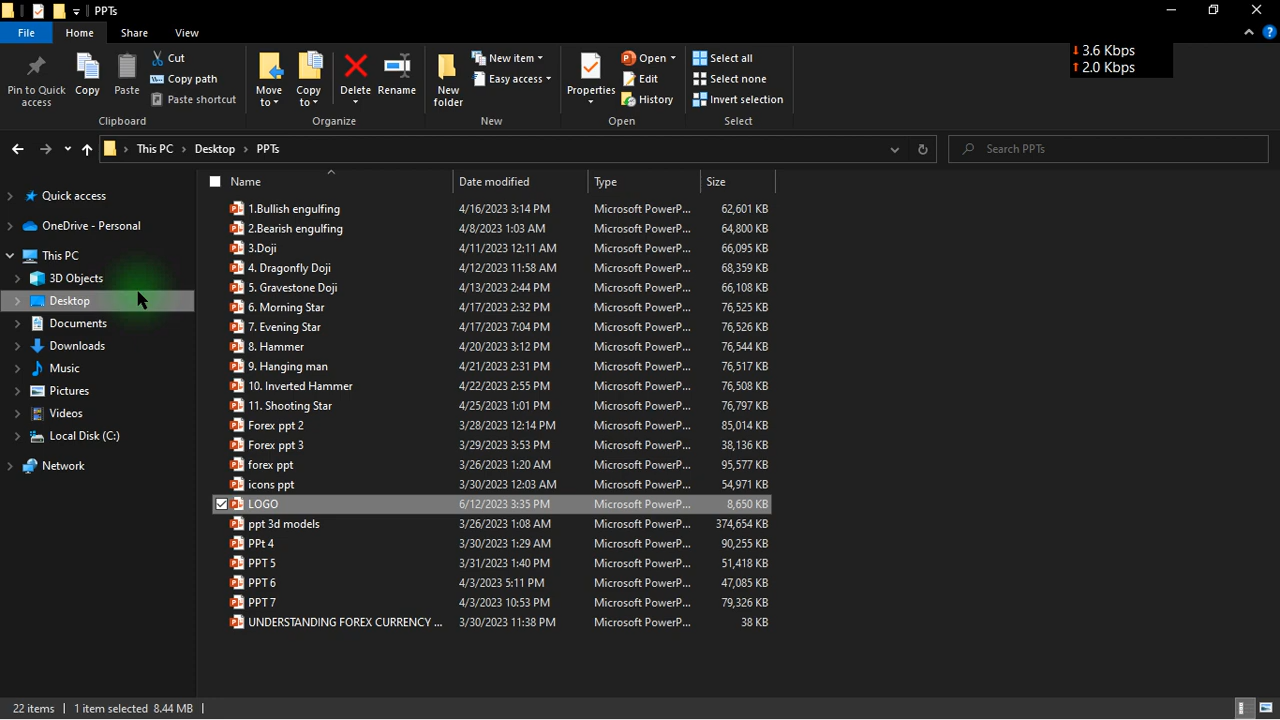 PPTs
File Home Share View
3.6 Kbps
2.0 Kbps
Pin to Quick access
Copy
Paste
Cut
Copy path
Paste shortcut
Move to
Copy to
Delete
Rename
New folder
New item
Easy access
Properties
Open
Edit
History
Select all
Select none
Invert selection
Clipboard Organize New Open Select
This PC Desktop PPTs
Search PPTs
Quick access
OneDrive - Personal
This PC
3D Objects
Desktop
Documents
Downloads
Music
Pictures
Videos
Local Disk (C:)
Network
Name Date modified Type Size
1.Bullish engulfing 4/16/2023 3:14 PM Microsoft PowerP... 62,601 KB
2.Bearish engulfing 4/8/2023 1:03 AM Microsoft PowerP... 64,800 KB
3.Doji 4/11/2023 12:11 AM Microsoft PowerP... 66,095 KB
4. Dragonfly Doji 4/12/2023 11:58 AM Microsoft PowerP... 68,359 KB
5. Gravestone Doji 4/13/2023 2:44 PM Microsoft PowerP... 66,108 KB
6. Morning Star 4/17/2023 2:32 PM Microsoft PowerP... 76,525 KB
7. Evening Star 4/17/2023 7:04 PM Microsoft PowerP... 76,526 KB
8. Hammer 4/20/2023 3:12 PM Microsoft PowerP... 76,544 KB
9. Hanging man 4/21/2023 2:31 PM Microsoft PowerP... 76,517 KB
10. Inverted Hammer 4/22/2023 2:55 PM Microsoft PowerP... 76,508 KB
11. Shooting Star 4/25/2023 1:01 PM Microsoft PowerP... 76,797 KB
Forex ppt 2 3/28/2023 12:14 PM Microsoft PowerP... 85,014 KB
Forex ppt 3 3/29/2023 3:53 PM Microsoft PowerP... 38,136 KB
forex ppt 3/26/2023 1:20 AM Microsoft PowerP... 95,577 KB
icons ppt 3/30/2023 12:03 AM Microsoft PowerP... 54,971 KB
LOGO 6/12/2023 3:35 PM Microsoft PowerP... 8,650 KB
ppt 3d models 3/26/2023 1:08 AM Microsoft PowerP... 374,654 KB
PPt 4 3/30/2023 1:29 AM Microsoft PowerP... 90,255 KB
PPT 5 3/31/2023 1:40 PM Microsoft PowerP... 51,418 KB
PPT 6 4/3/2023 5:11 PM Microsoft PowerP... 47,085 KB
PPT 7 4/3/2023 10:53 PM Microsoft PowerP... 79,326 KB
UNDERSTANDING FOREX CURRENCY ... 3/30/2023 11:38 PM Microsoft PowerP... 38 KB
22 items 1 item selected 8.44 MB